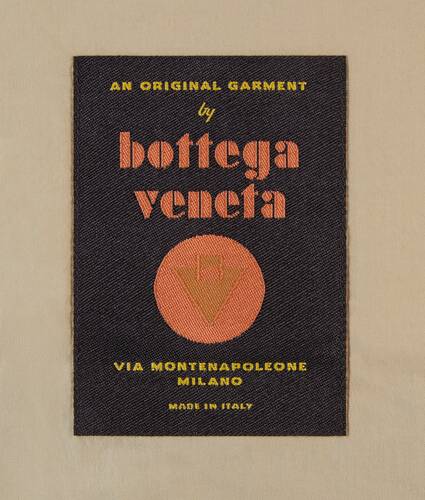 AN ORIGINAL GARMENT
by
bottega
veneta
VIA MONTENAPOLEONE
MILANO
MADE IN ITALY